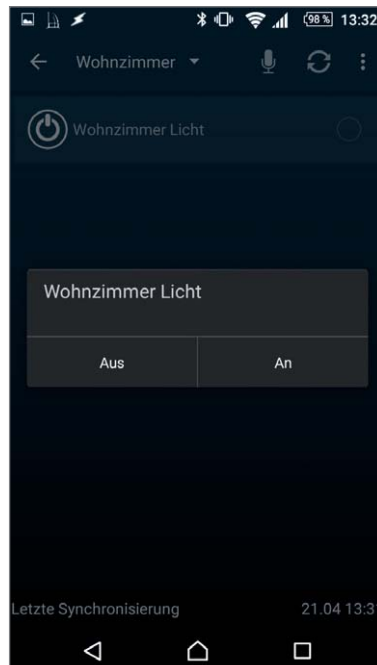 98 % 13:32
Wohnzimmer
Wohnzimmer Licht
Wohnzimmer Licht
Aus An
Letzte Synchronisierung 21.04 13:3